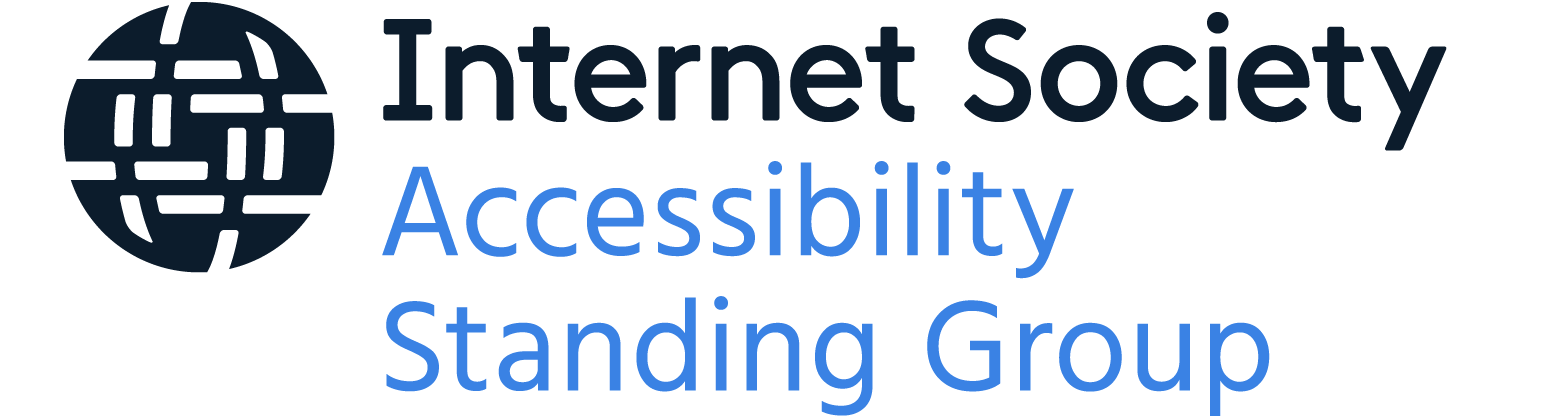 Internet Society
Accessibility
Standing Group